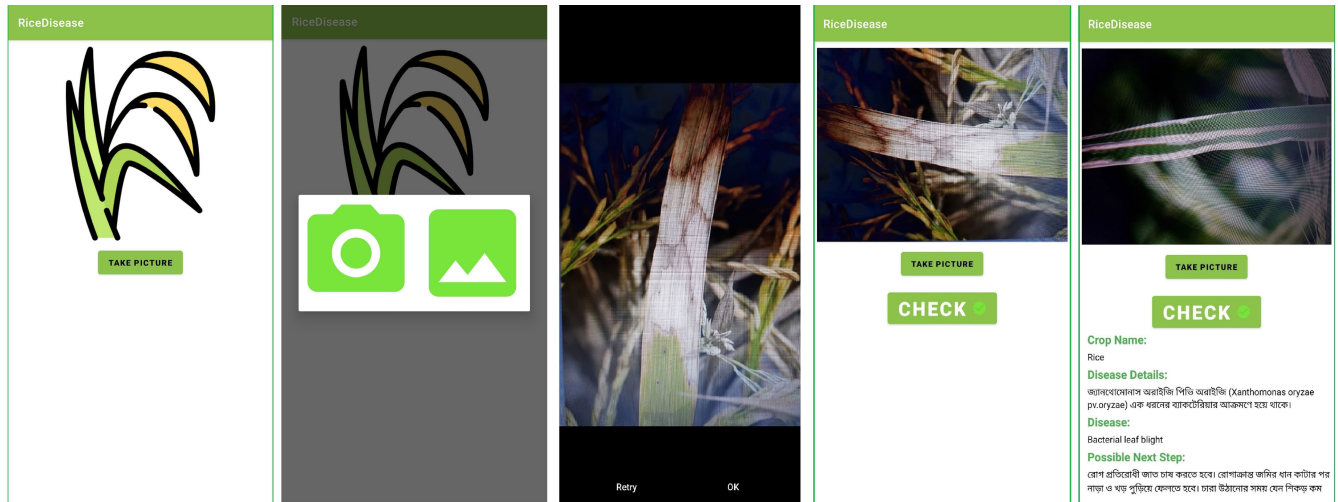 RiceDisease
TAKE PICTURE
RiceDisease
Retry
OK
RiceDisease
TAKE PICTURE
CHECK
RiceDisease
TAKE PICTURE
CHECK
Crop Name:
Rice
Disease Details:
জ্যানথোমোনাস অরাইজি পিভি অরাইজি (Xanthomonas oryzae
pv.oryzae) এক ধরনের ব্যাকটেরিয়ার আক্রমণে হয়ে থাকে।
Disease:
Bacterial leaf blight
Possible Next Step:
রোগ প্রতিরোধী জাত চাষ করতে হবে। রোগাক্রান্ত জমির ধান কাটার পর
নাড়া ও খড় পুড়িয়ে ফেলতে হবে। চারা উঠানোর সময় যেন শিকড় কম